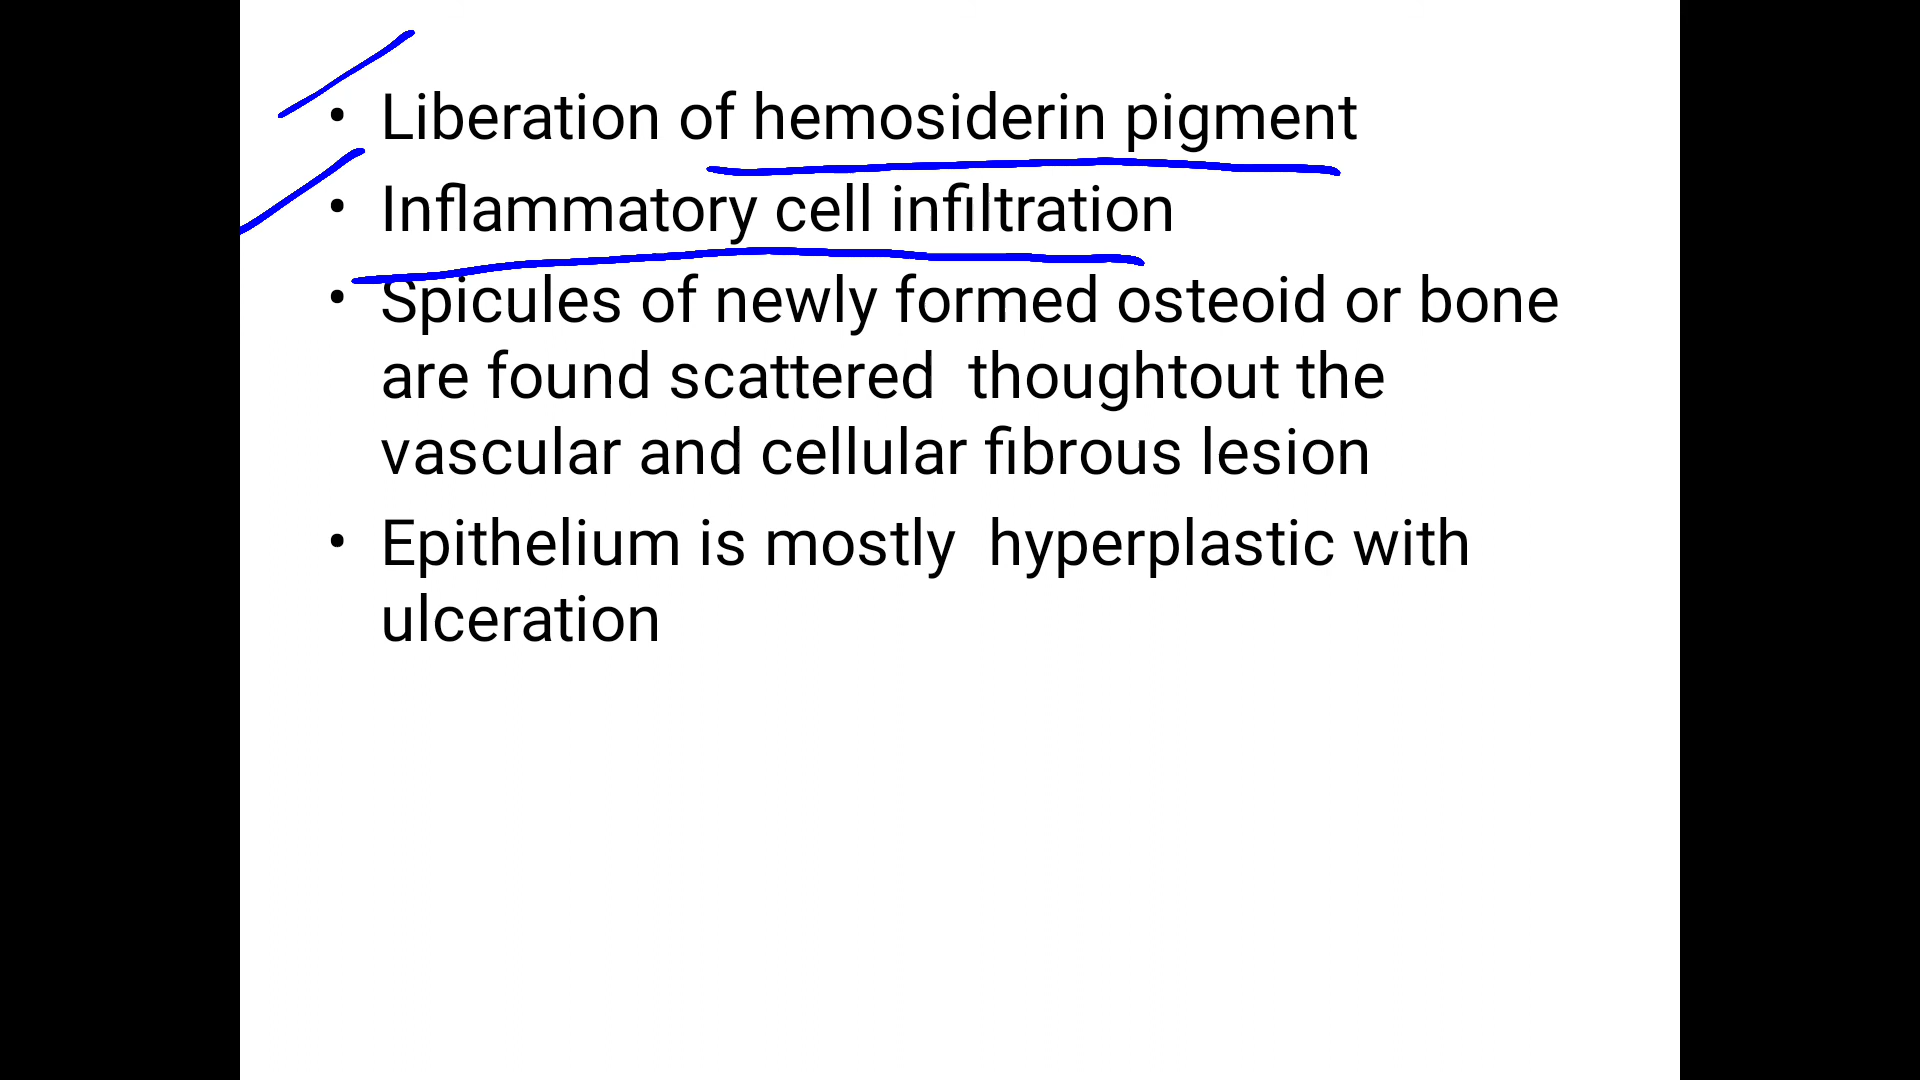 • Liberation of hemosiderin pigment
• Inflammatory cell infiltration
• Spicules of newly formed osteoid or bone
are found scattered thoughtout the
vascular and cellular fibrous lesion
• Epithelium is mostly hyperplastic with
ulceration